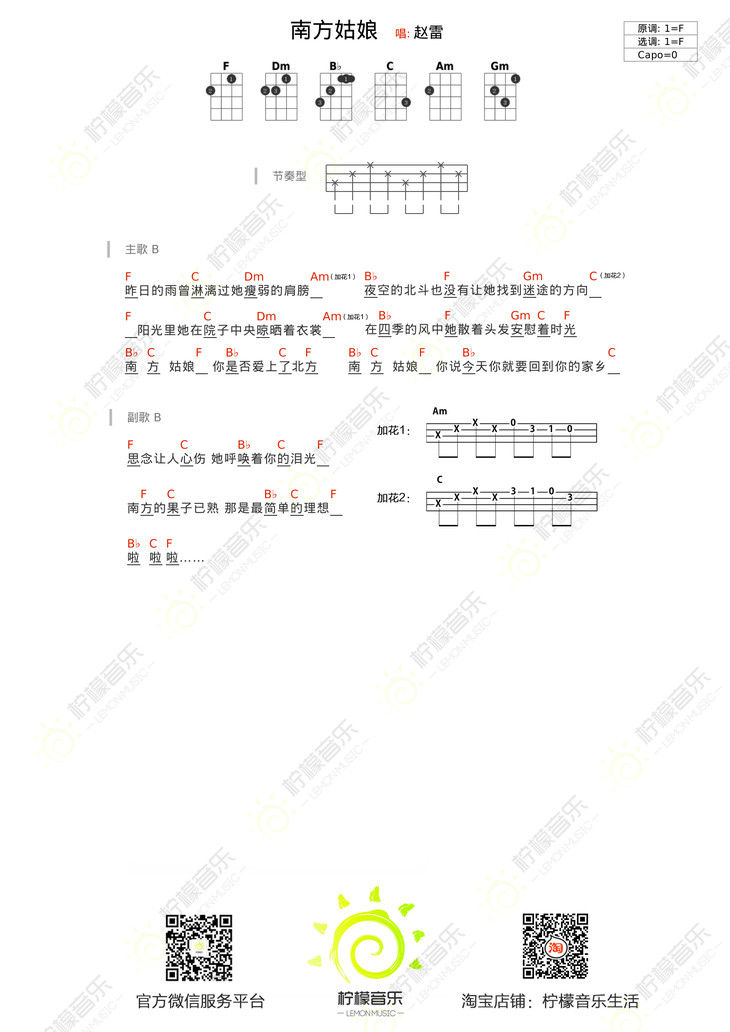 南方姑娘 唱: 赵雷
原调: 1=F
选调: 1=F
Capo=0
F Dm B♭ C Am Gm
节奏型
主歌 B
F C Dm Am(加花1) B♭ F Gm C(加花2)
昨日的雨曾淋漓过她瘦弱的肩膀__ 夜空的北斗也没有让她找到迷途的方向__
F C Dm Am(加花1) B♭ F Gm C F
__阳光里她在院子中央晾晒着衣裳__ 在四季的风中她散着头发安慰着时光
B♭ C F B♭ C F B♭ C F B♭ C
南 方 姑娘__ 你是否爱上了北方 南 方 姑娘__ 你说今天你就要回到你的家乡__
副歌 B
F C B♭ C F
思念让人心伤 她呼唤着你的泪光__
F C B♭ C F
南方的果子已熟 那是最简单的理想__
B♭ C F
啦 啦 啦……
加花1:
Am
X X X X 0 3 1 0
加花2:
C
X X X X 3 1 0 3
官方微信服务平台
柠檬音乐
LEMON MUSIC
淘
淘宝店铺: 柠檬音乐生活